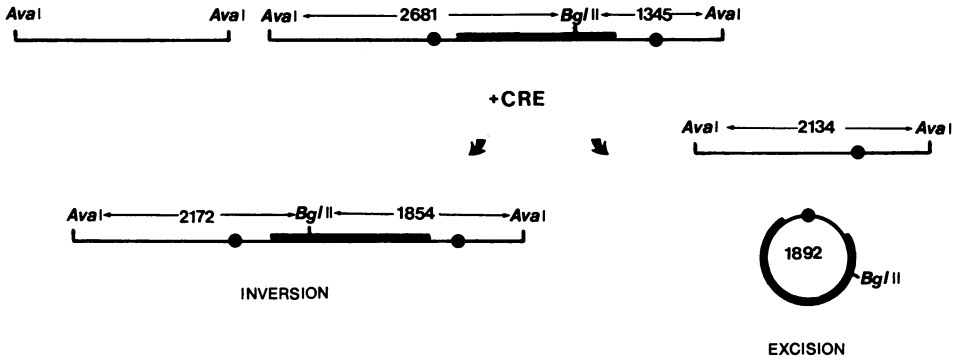 AvaI AvaI AvaI 2681 BglII 1345 AvaI
+CRE
AvaI 2134 AvaI
AvaI 2172 BglII 1854 AvaI
1892
BglII
INVERSION
EXCISION